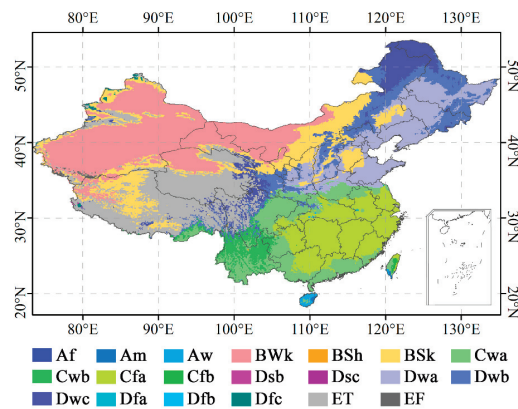 80°E 90°E 100°E 110°E 120°E 130°E
50°N 50°N
40°N 40°N
30°N 30°N
20°N 20°N
80°E 90°E 100°E 110°E 120°E 130°E
Af Am Aw BWk BSh BSk Cwa
Cwb Cfa Cfb Dsb Dsc Dwa Dwb
Dwc Dfa Dfb Dfc ET EF